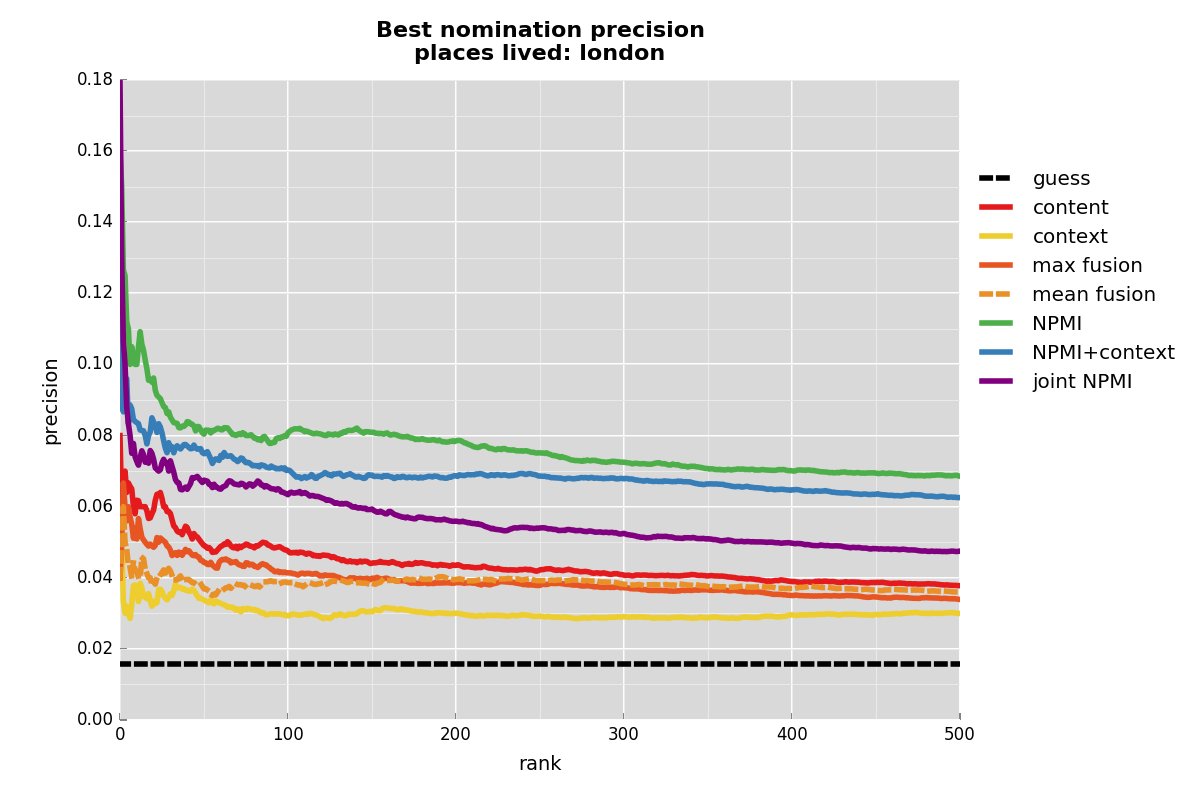 Best nomination precision
places lived: london
0.18
0.16
0.14
0.12
0.10
0.08
0.06
0.04
0.02
0.00
precision
0
100
200
300
400
500
rank
guess
content
context
max fusion
mean fusion
NPMI
NPMI+context
joint NPMI